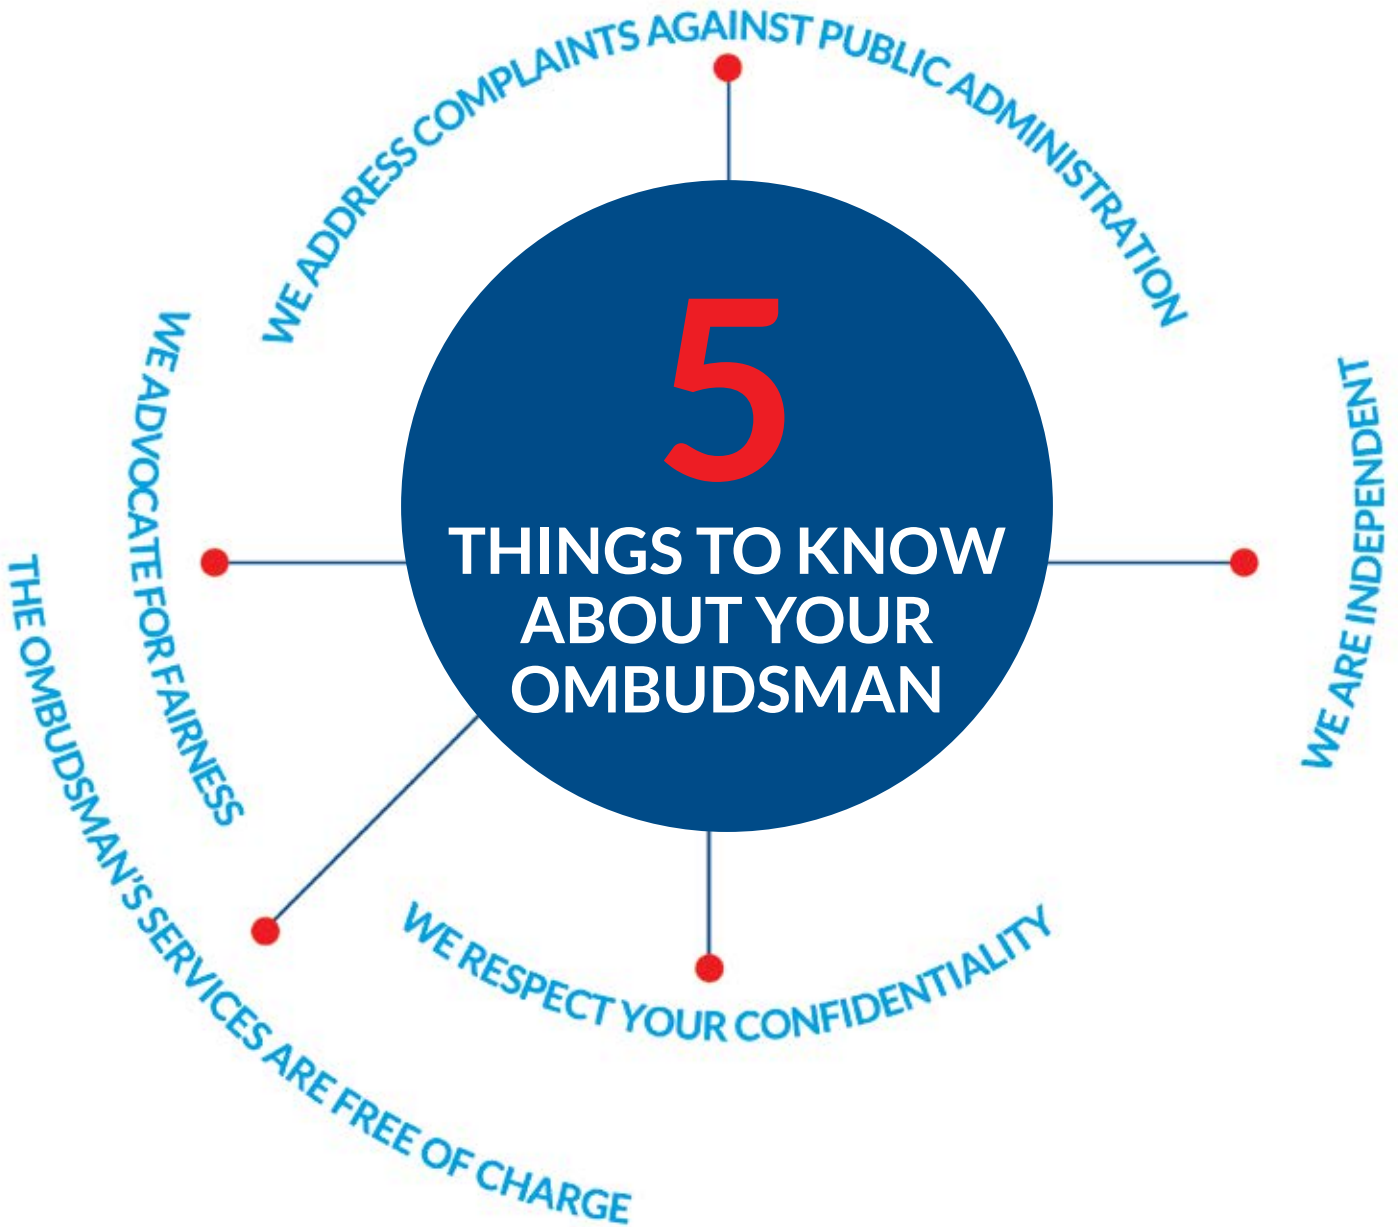 5
THINGS TO KNOW
ABOUT YOUR
OMBUDSMAN
WE ADDRESS COMPLAINTS AGAINST PUBLIC ADMINISTRATION
WE ARE INDEPENDENT
WE RESPECT YOUR CONFIDENTIALITY
THE OMBUDSMAN'S SERVICES ARE FREE OF CHARGE
WE ADVOCATE FOR FAIRNESS